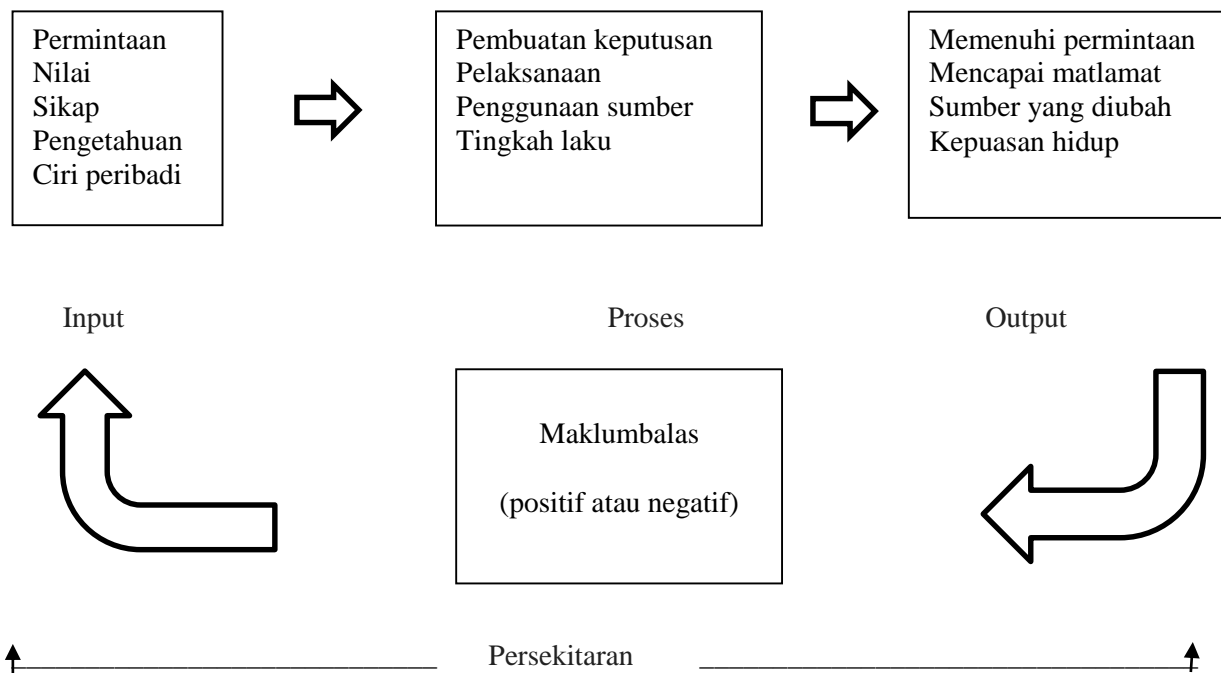 Permintaan
Nilai
Sikap
Pengetahuan
Ciri peribadi
Pembuatan keputusan
Pelaksanaan
Penggunaan sumber
Tingkah laku
Memenuhi permintaan
Mencapai matlamat
Sumber yang diubah
Kepuasan hidup
Input
Proses
Output
Maklumbalas
(positif atau negatif)
Persekitaran